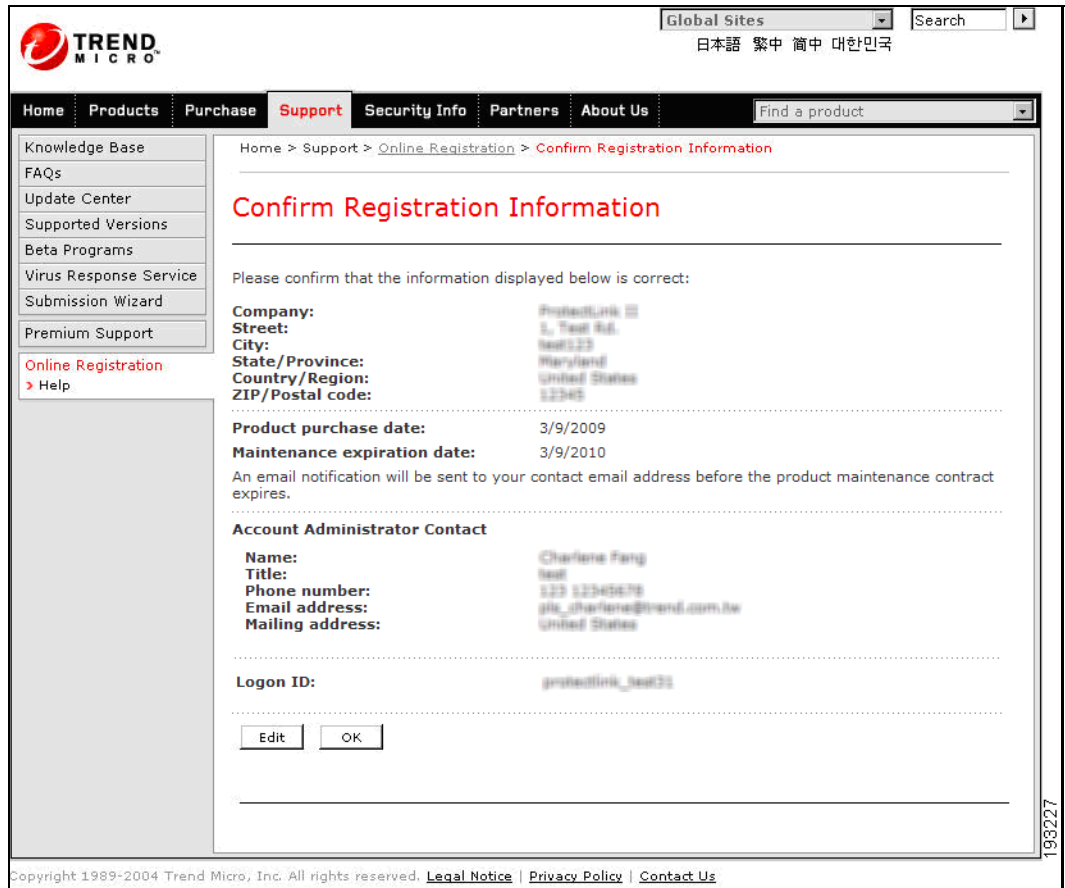 Global Sites
Search
TREND
MICRO™
日本語 繁中 简中 대한민국
Home Products Purchase Support Security Info Partners About Us
Find a product
Knowledge Base
FAQs
Update Center
Supported Versions
Beta Programs
Virus Response Service
Submission Wizard
Premium Support
Online Registration
Help
Home > Support > Online Registration > Confirm Registration Information
Confirm Registration Information
Please confirm that the information displayed below is correct:
Company:
Street:
City:
State/Province:
Country/Region:
ZIP/Postal code:
Product purchase date: 3/9/2009
Maintenance expiration date: 3/9/2010
An email notification will be sent to your contact email address before the product maintenance contract
expires.
Account Administrator Contact
Name:
Title:
Phone number:
Email address:
Mailing address:
Logon ID:
Edit OK
193227
Copyright 1989-2004 Trend Micro, Inc. All rights reserved. Legal Notice | Privacy Policy | Contact Us